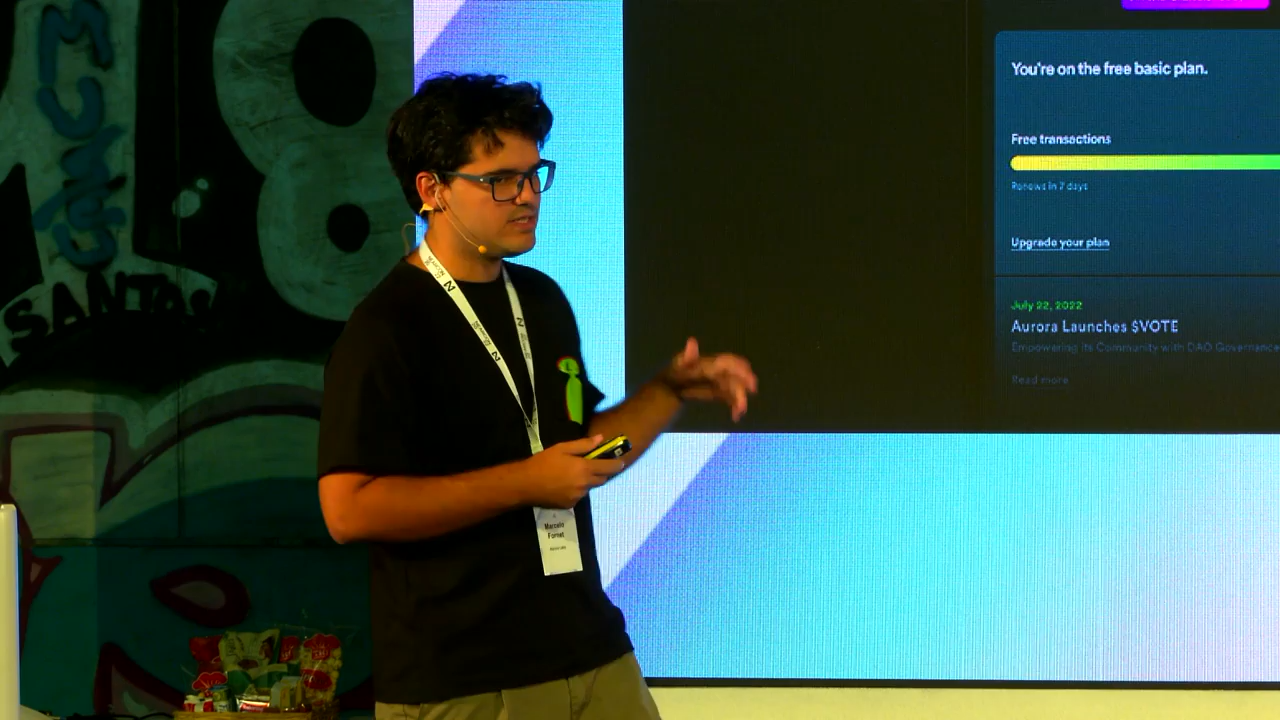 You're on the free basic plan.
Free transactions
Renews in 7 days
Upgrade your plan
July 22, 2022
Aurora Launches $VOTE
Empowering its Community with DAO Governance
Read more
SANTOS
Marcelo
Fornet